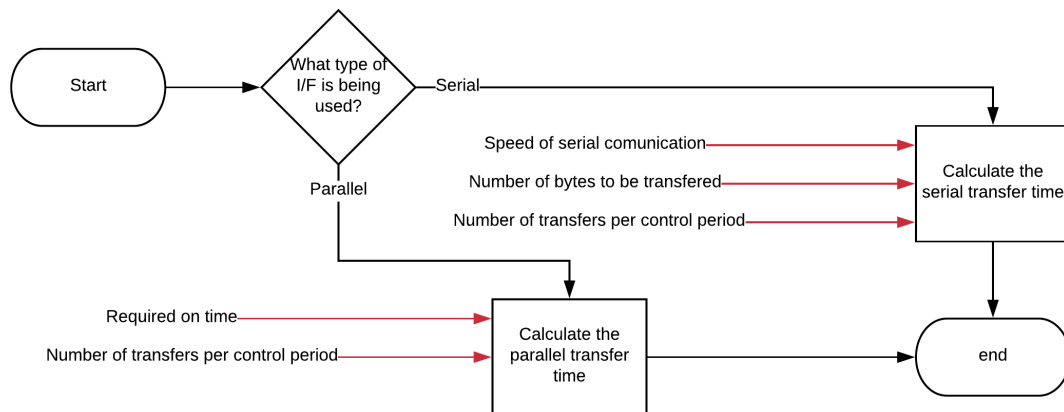 Start
What type of
I/F is being
used?
Serial
Parallel
Speed of serial comunication
Number of bytes to be transfered
Number of transfers per control period
Calculate the
serial transfer time
Required on time
Number of transfers per control period
Calculate the
parallel transfer
time
end